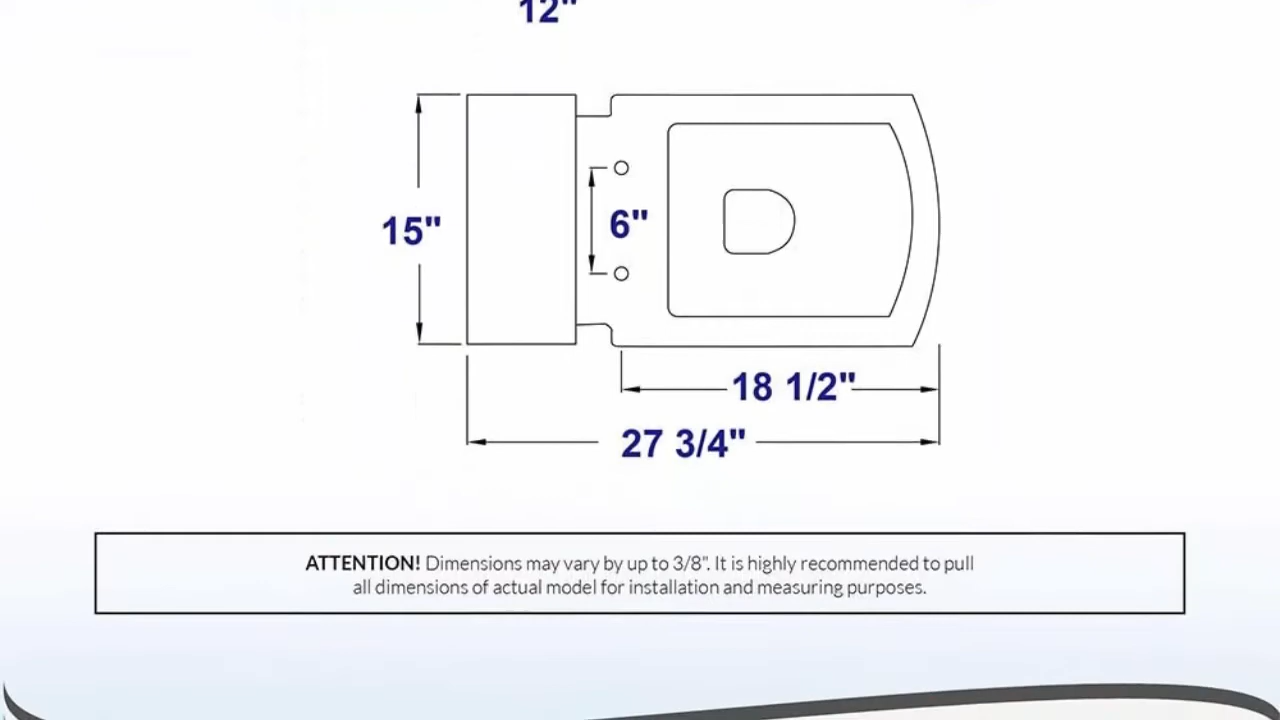 12"
15"
6"
18 1/2"
27 3/4"
ATTENTION! Dimensions may vary by up to 3/8". It is highly recommended to pull
all dimensions of actual model for installation and measuring purposes.